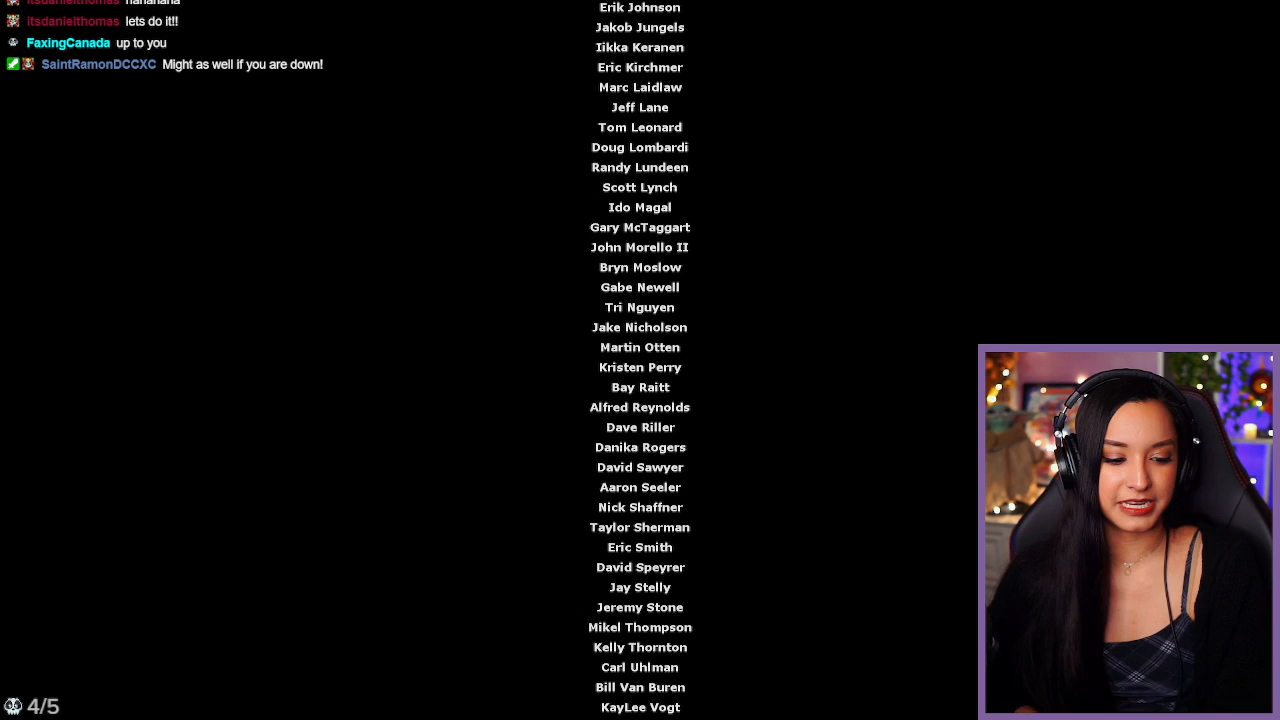 itsdanielthomas hahahaha
itsdanielthomas lets do it!!
FaxingCanada up to you
SaintRamonDCCXC Might as well if you are down!
Erik Johnson
Jakob Jungels
Iikka Keranen
Eric Kirchmer
Marc Laidlaw
Jeff Lane
Tom Leonard
Doug Lombardi
Randy Lundeen
Scott Lynch
Ido Magal
Gary McTaggart
John Morello II
Bryn Moslow
Gabe Newell
Tri Nguyen
Jake Nicholson
Martin Otten
Kristen Perry
Bay Raitt
Alfred Reynolds
Dave Riller
Danika Rogers
David Sawyer
Aaron Seeler
Nick Shaffner
Taylor Sherman
Eric Smith
David Speyrer
Jay Stelly
Jeremy Stone
Mikel Thompson
Kelly Thornton
Carl Uhlman
Bill Van Buren
KayLee Vogt
4/5